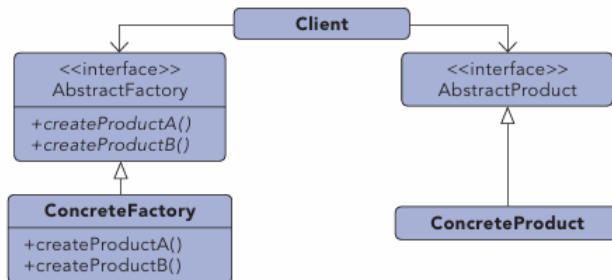 Client
<<interface>>
AbstractFactory
+createProductA()
+createProductB()
<<interface>>
AbstractProduct
ConcreteFactory
+createProductA()
+createProductB()
ConcreteProduct